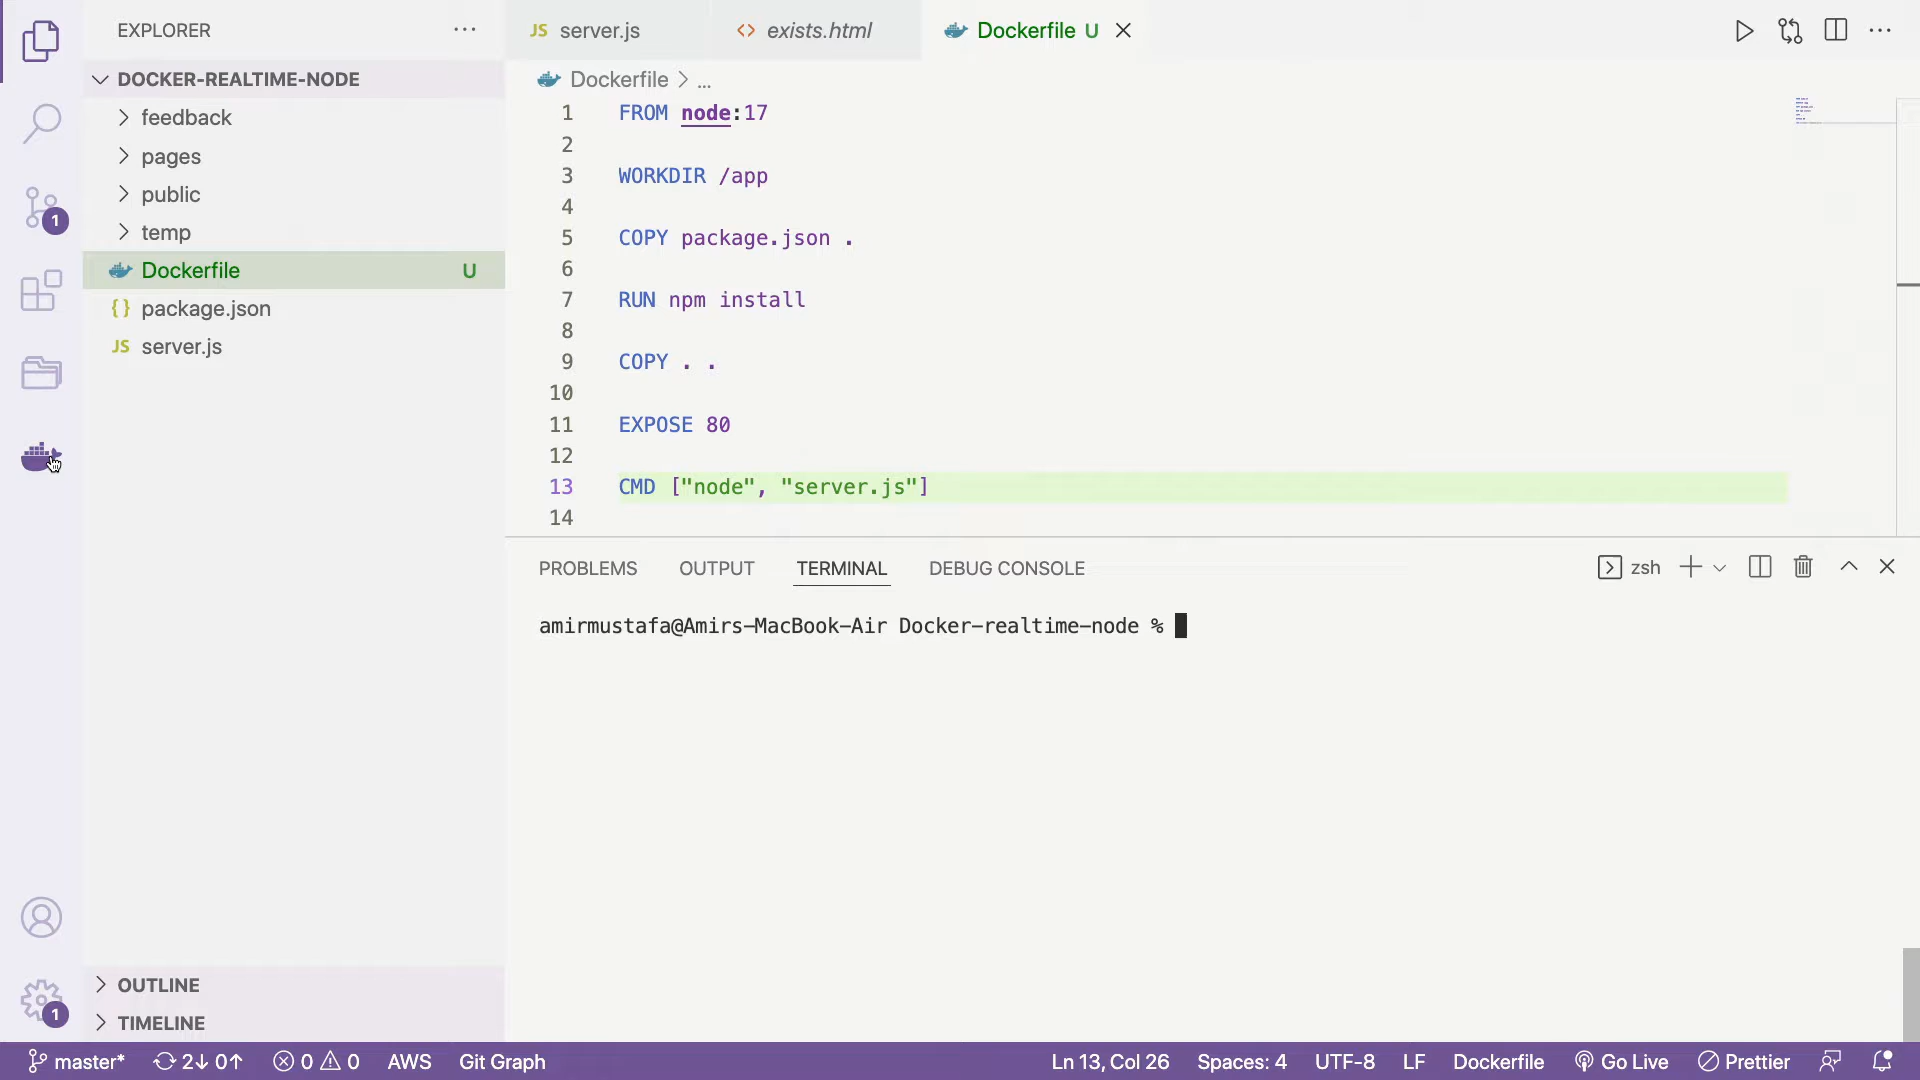 EXPLORER
DOCKER-REALTIME-NODE
feedback
pages
public
temp
Dockerfile U
{} package.json
JS server.js
OUTLINE
TIMELINE
1
1
JS server.js
<> exists.html
Dockerfile U
Dockerfile > ...
1 FROM node:17
2
3 WORKDIR /app
4
5 COPY package.json .
6
7 RUN npm install
8
9 COPY . .
10
11 EXPOSE 80
12
13 CMD ["node", "server.js"]
14
PROBLEMS OUTPUT TERMINAL DEBUG CONSOLE
zsh
amirmustafa@Amirs-MacBook-Air Docker-realtime-node %
master* 2↓ 0↑ 0 0 AWS Git Graph
Ln 13, Col 26 Spaces: 4 UTF-8 LF Dockerfile Go Live Prettier